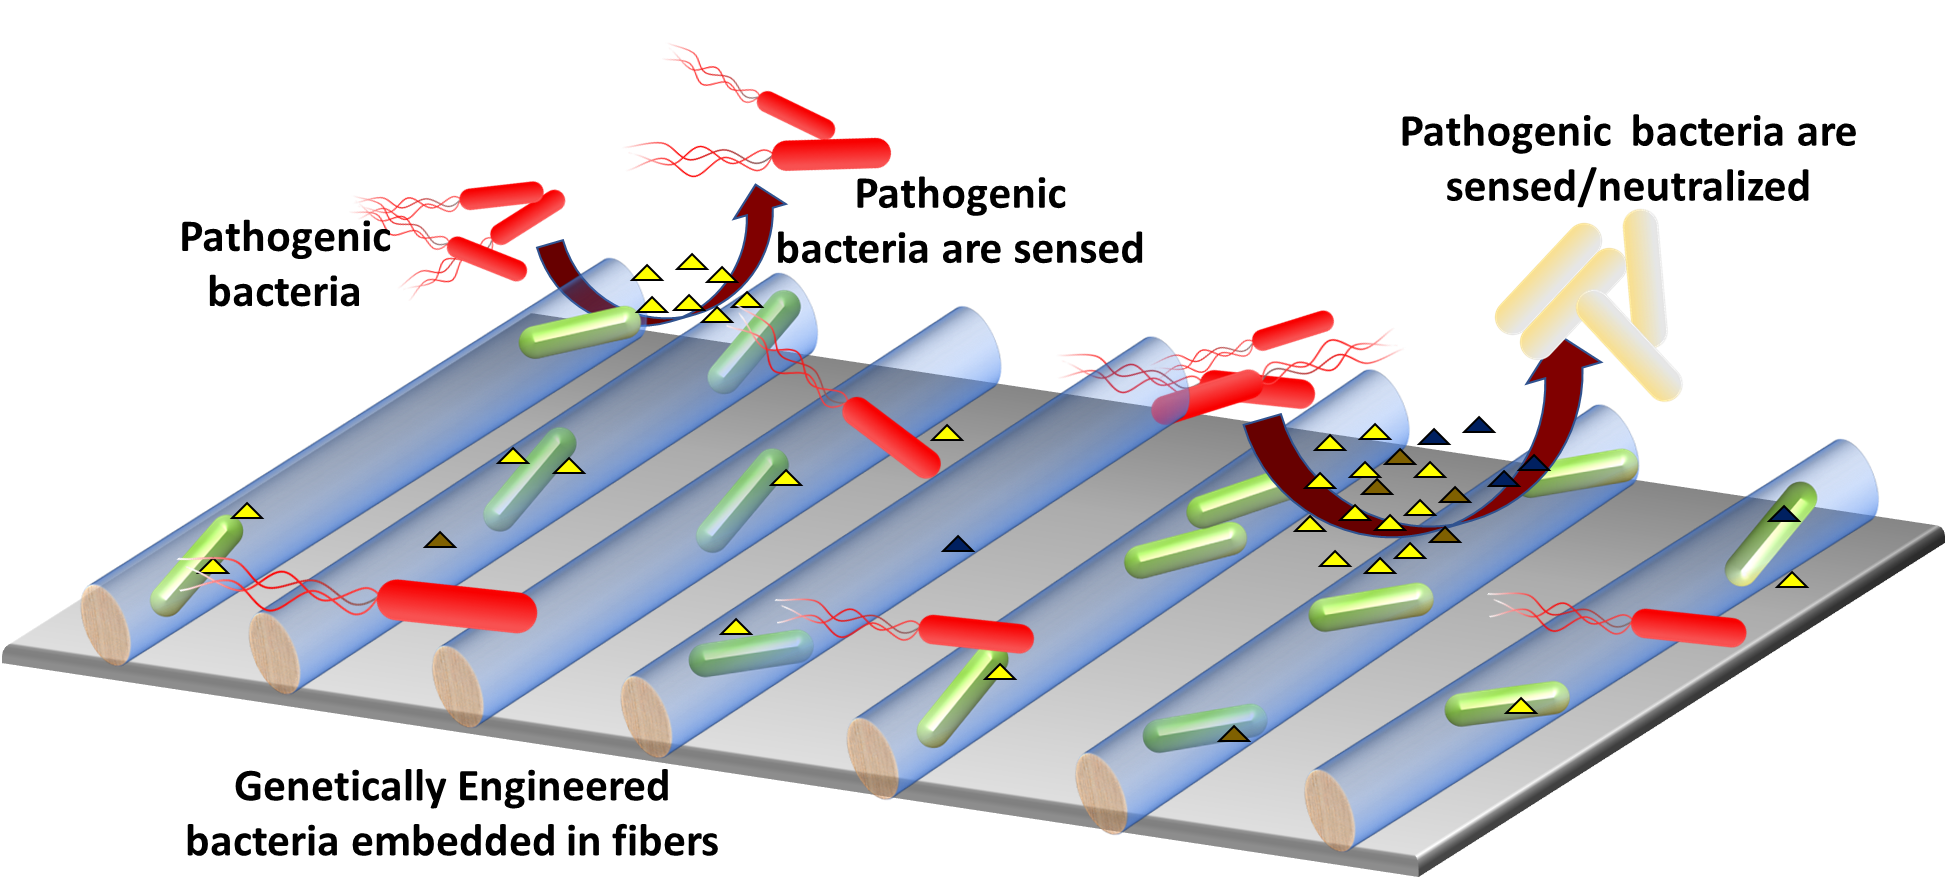 Pathogenic
bacteria
Pathogenic
bacteria are sensed
Pathogenic bacteria are
sensed/neutralized
Genetically Engineered
bacteria embedded in fibers